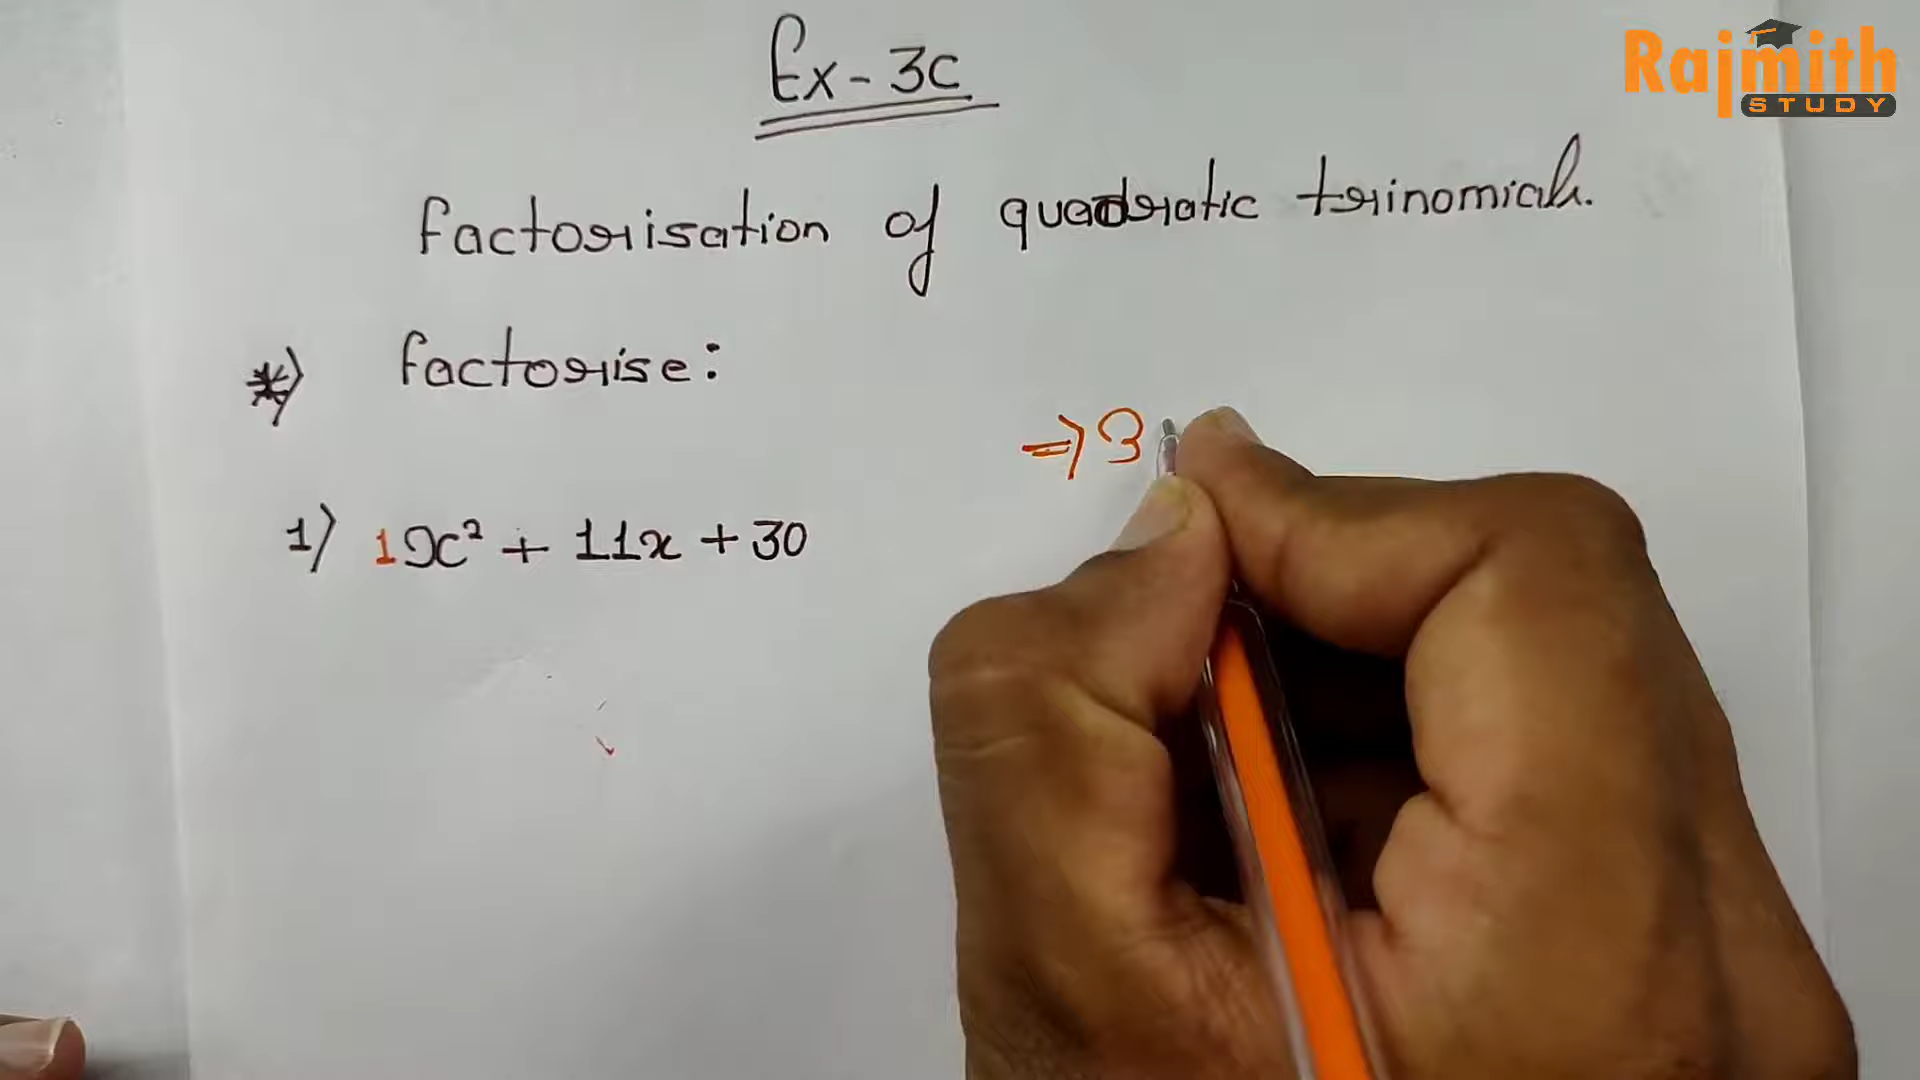 Rajmith
STUDY
Ex - 3c
Factorisation of quadratic trinomials.
*) Factorise:
⇒ 3
1) 1x² + 11x + 30